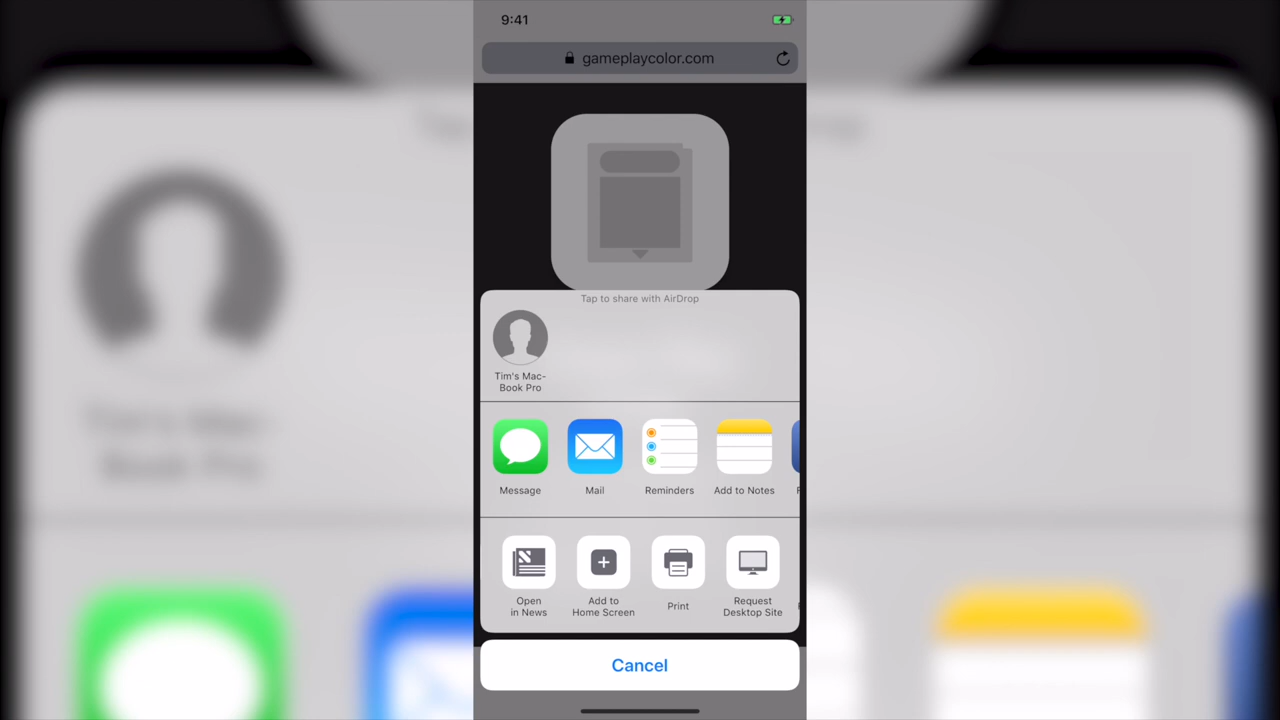 9:41
gameplaycolor.com
Tap to share with AirDrop
Tim's Mac-
Book Pro
Message
Mail
Reminders
Add to Notes
Open
in News
Add to
Home Screen
Print
Request
Desktop Site
Cancel